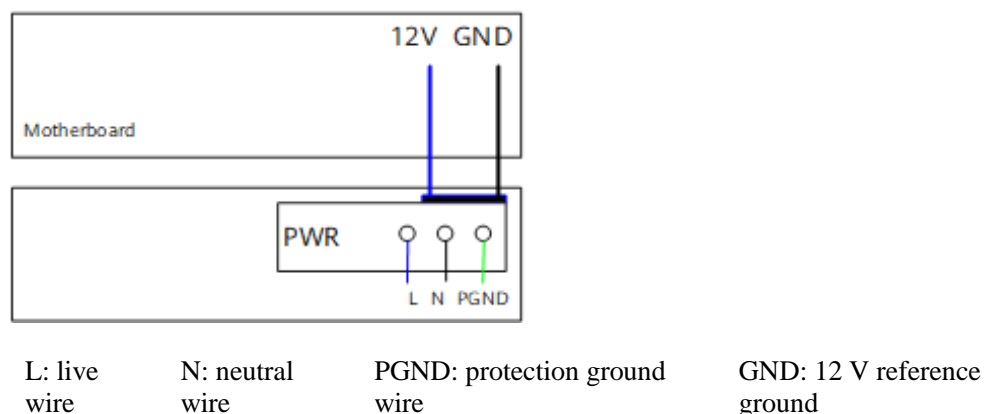 12V GND
Motherboard
PWR
L N PGND
L: live wire
N: neutral wire
PGND: protection ground wire
GND: 12 V reference ground